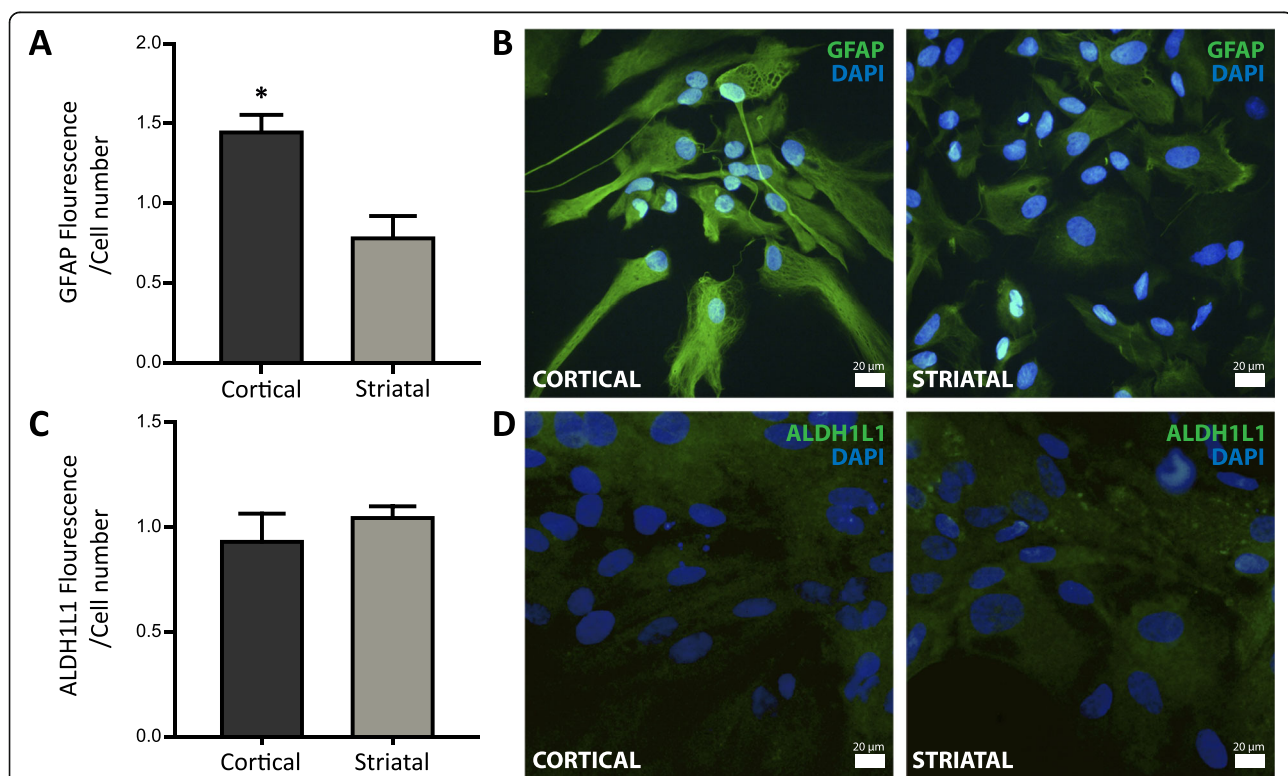 A
GFAP Flourescence
/Cell number
2.0
1.5
1.0
0.5
0.0
*
Cortical
Striatal
B
GFAP
DAPI
CORTICAL
20 µm
GFAP
DAPI
STRIATAL
20 µm
C
ALDH1L1 Flourescence
/Cell number
1.5
1.0
0.5
0.0
Cortical
Striatal
D
ALDH1L1
DAPI
CORTICAL
20 µm
ALDH1L1
DAPI
STRIATAL
20 µm